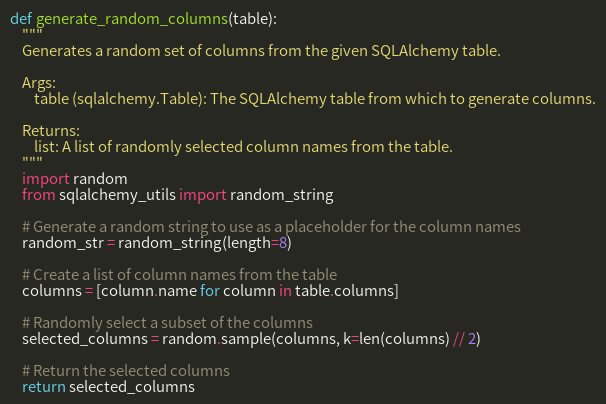 def generate_random_columns(table):
    """
    Generates a random set of columns from the given SQLAlchemy table.

    Args:
        table (sqlalchemy.Table): The SQLAlchemy table from which to generate columns.

    Returns:
        list: A list of randomly selected column names from the table.
    """
    import random
    from sqlalchemy_utils import random_string

    # Generate a random string to use as a placeholder for the column names
    random_str = random_string(length=8)

    # Create a list of column names from the table
    columns = [column.name for column in table.columns]

    # Randomly select a subset of the columns
    selected_columns = random.sample(columns, k=len(columns) // 2)

    # Return the selected columns
    return selected_columns